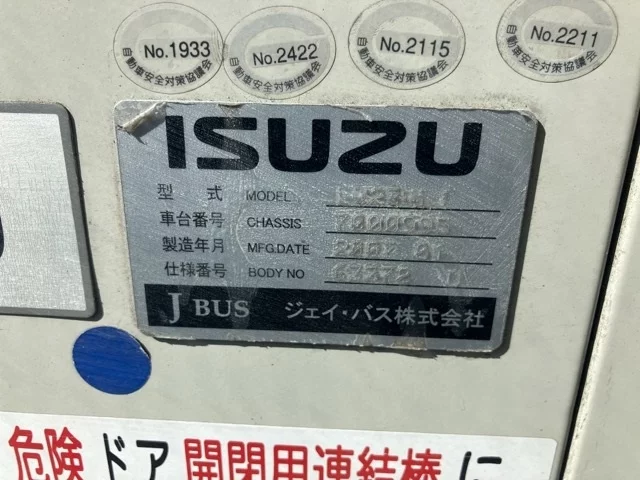 No.1933
自動車安全対策協議会
No.2422
自動車安全対策協議会
No.2115
自動車安全対策協議会
No.2211
自動車安全対策協議会
ISUZU
型 式 MODEL
車台番号 CHASSIS
製造年月 MFG.DATE
仕様番号 BODY NO
J BUS ジェイ・バス株式会社
危険ドア開閉用連結棒に